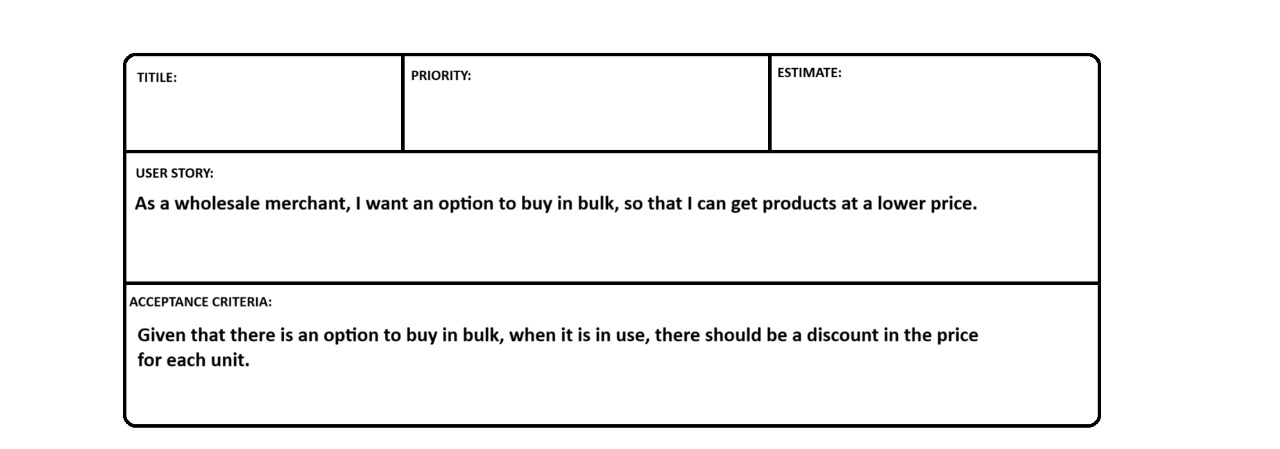 TITILE:
PRIORITY:
ESTIMATE:
USER STORY:
As a wholesale merchant, I want an option to buy in bulk, so that I can get products at a lower price.
ACCEPTANCE CRITERIA:
Given that there is an option to buy in bulk, when it is in use, there should be a discount in the price
for each unit.